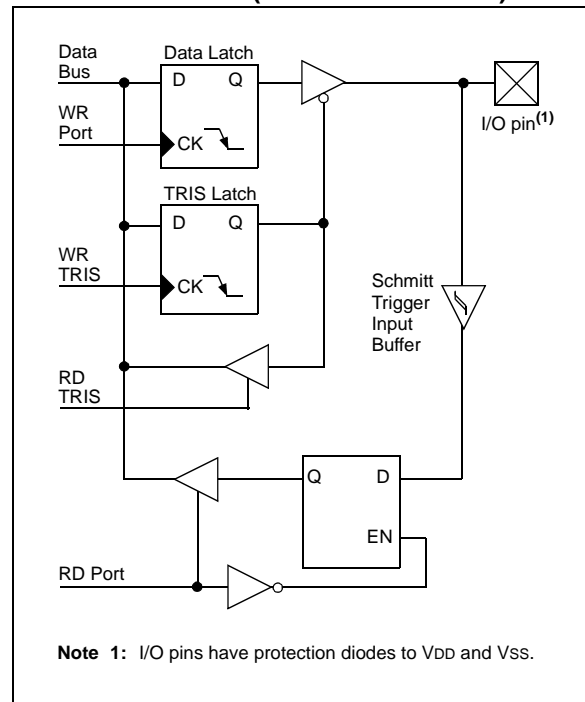 Data
Bus
Data Latch
D Q
WR
Port
CK
I/O pin(1)
TRIS Latch
D Q
WR
TRIS
CK
Schmitt
Trigger
Input
Buffer
RD
TRIS
Q D
EN
RD Port
Note 1: I/O pins have protection diodes to VDD and VSS.